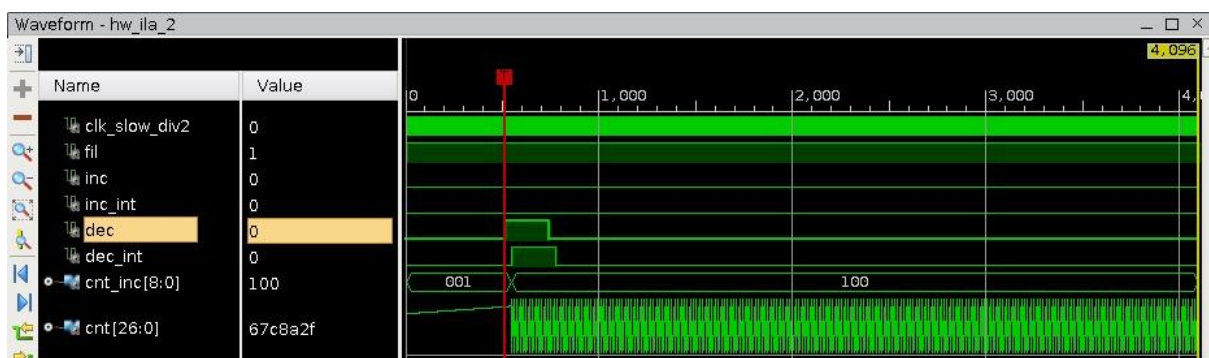 Waveform - hw_ila_2
4,096
Name Value
T
0 1,000 2,000 3,000 4,
clk_slow_div2 0
fil 1
inc 0
inc_int 0
dec 0
dec_int 0
cnt_inc[8:0] 100 001 100
cnt[26:0] 67c8a2f